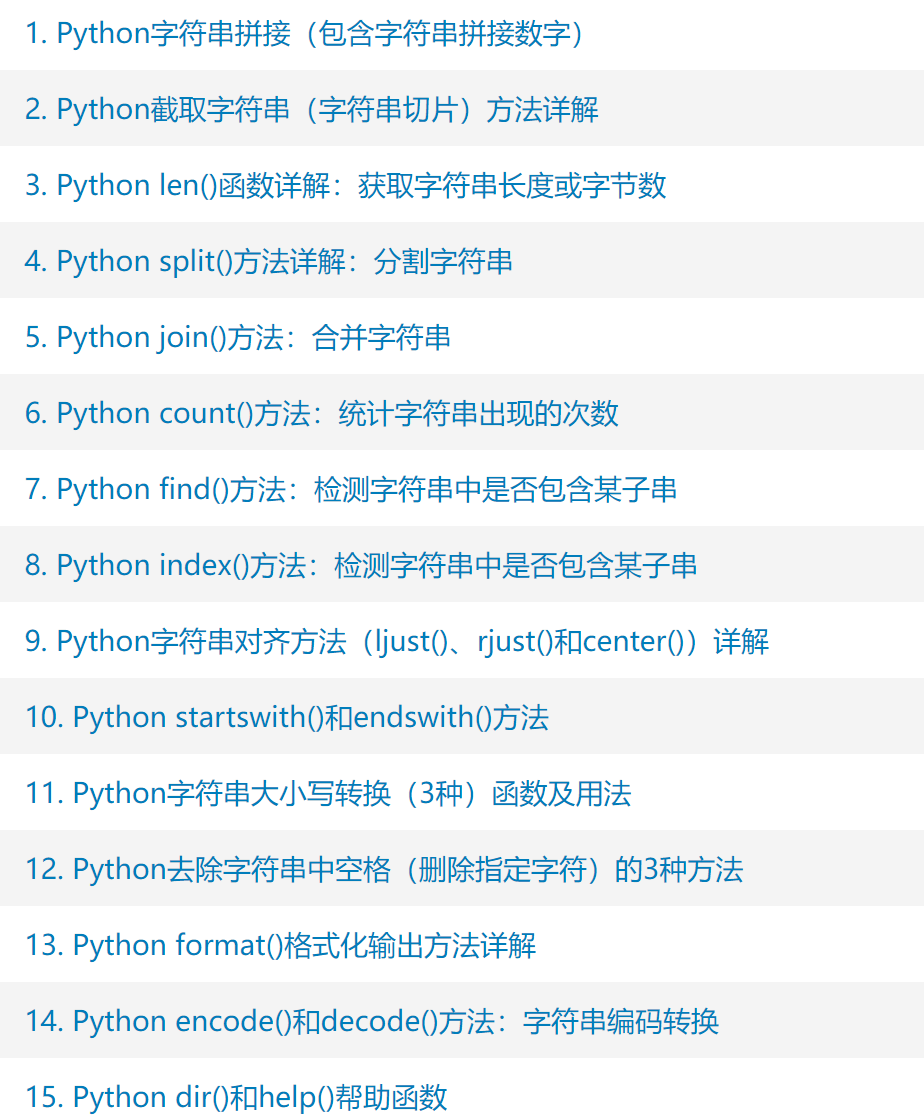 1. Python字符串拼接（包含字符串拼接数字）
2. Python截取字符串（字符串切片）方法详解
3. Python len()函数详解：获取字符串长度或字节数
4. Python split()方法详解：分割字符串
5. Python join()方法：合并字符串
6. Python count()方法：统计字符串出现的次数
7. Python find()方法：检测字符串中是否包含某子串
8. Python index()方法：检测字符串中是否包含某子串
9. Python字符串对齐方法（ljust()、rjust()和center()）详解
10. Python startswith()和endswith()方法
11. Python字符串大小写转换（3种）函数及用法
12. Python去除字符串中空格（删除指定字符）的3种方法
13. Python format()格式化输出方法详解
14. Python encode()和decode()方法：字符串编码转换
15. Python dir()和help()帮助函数